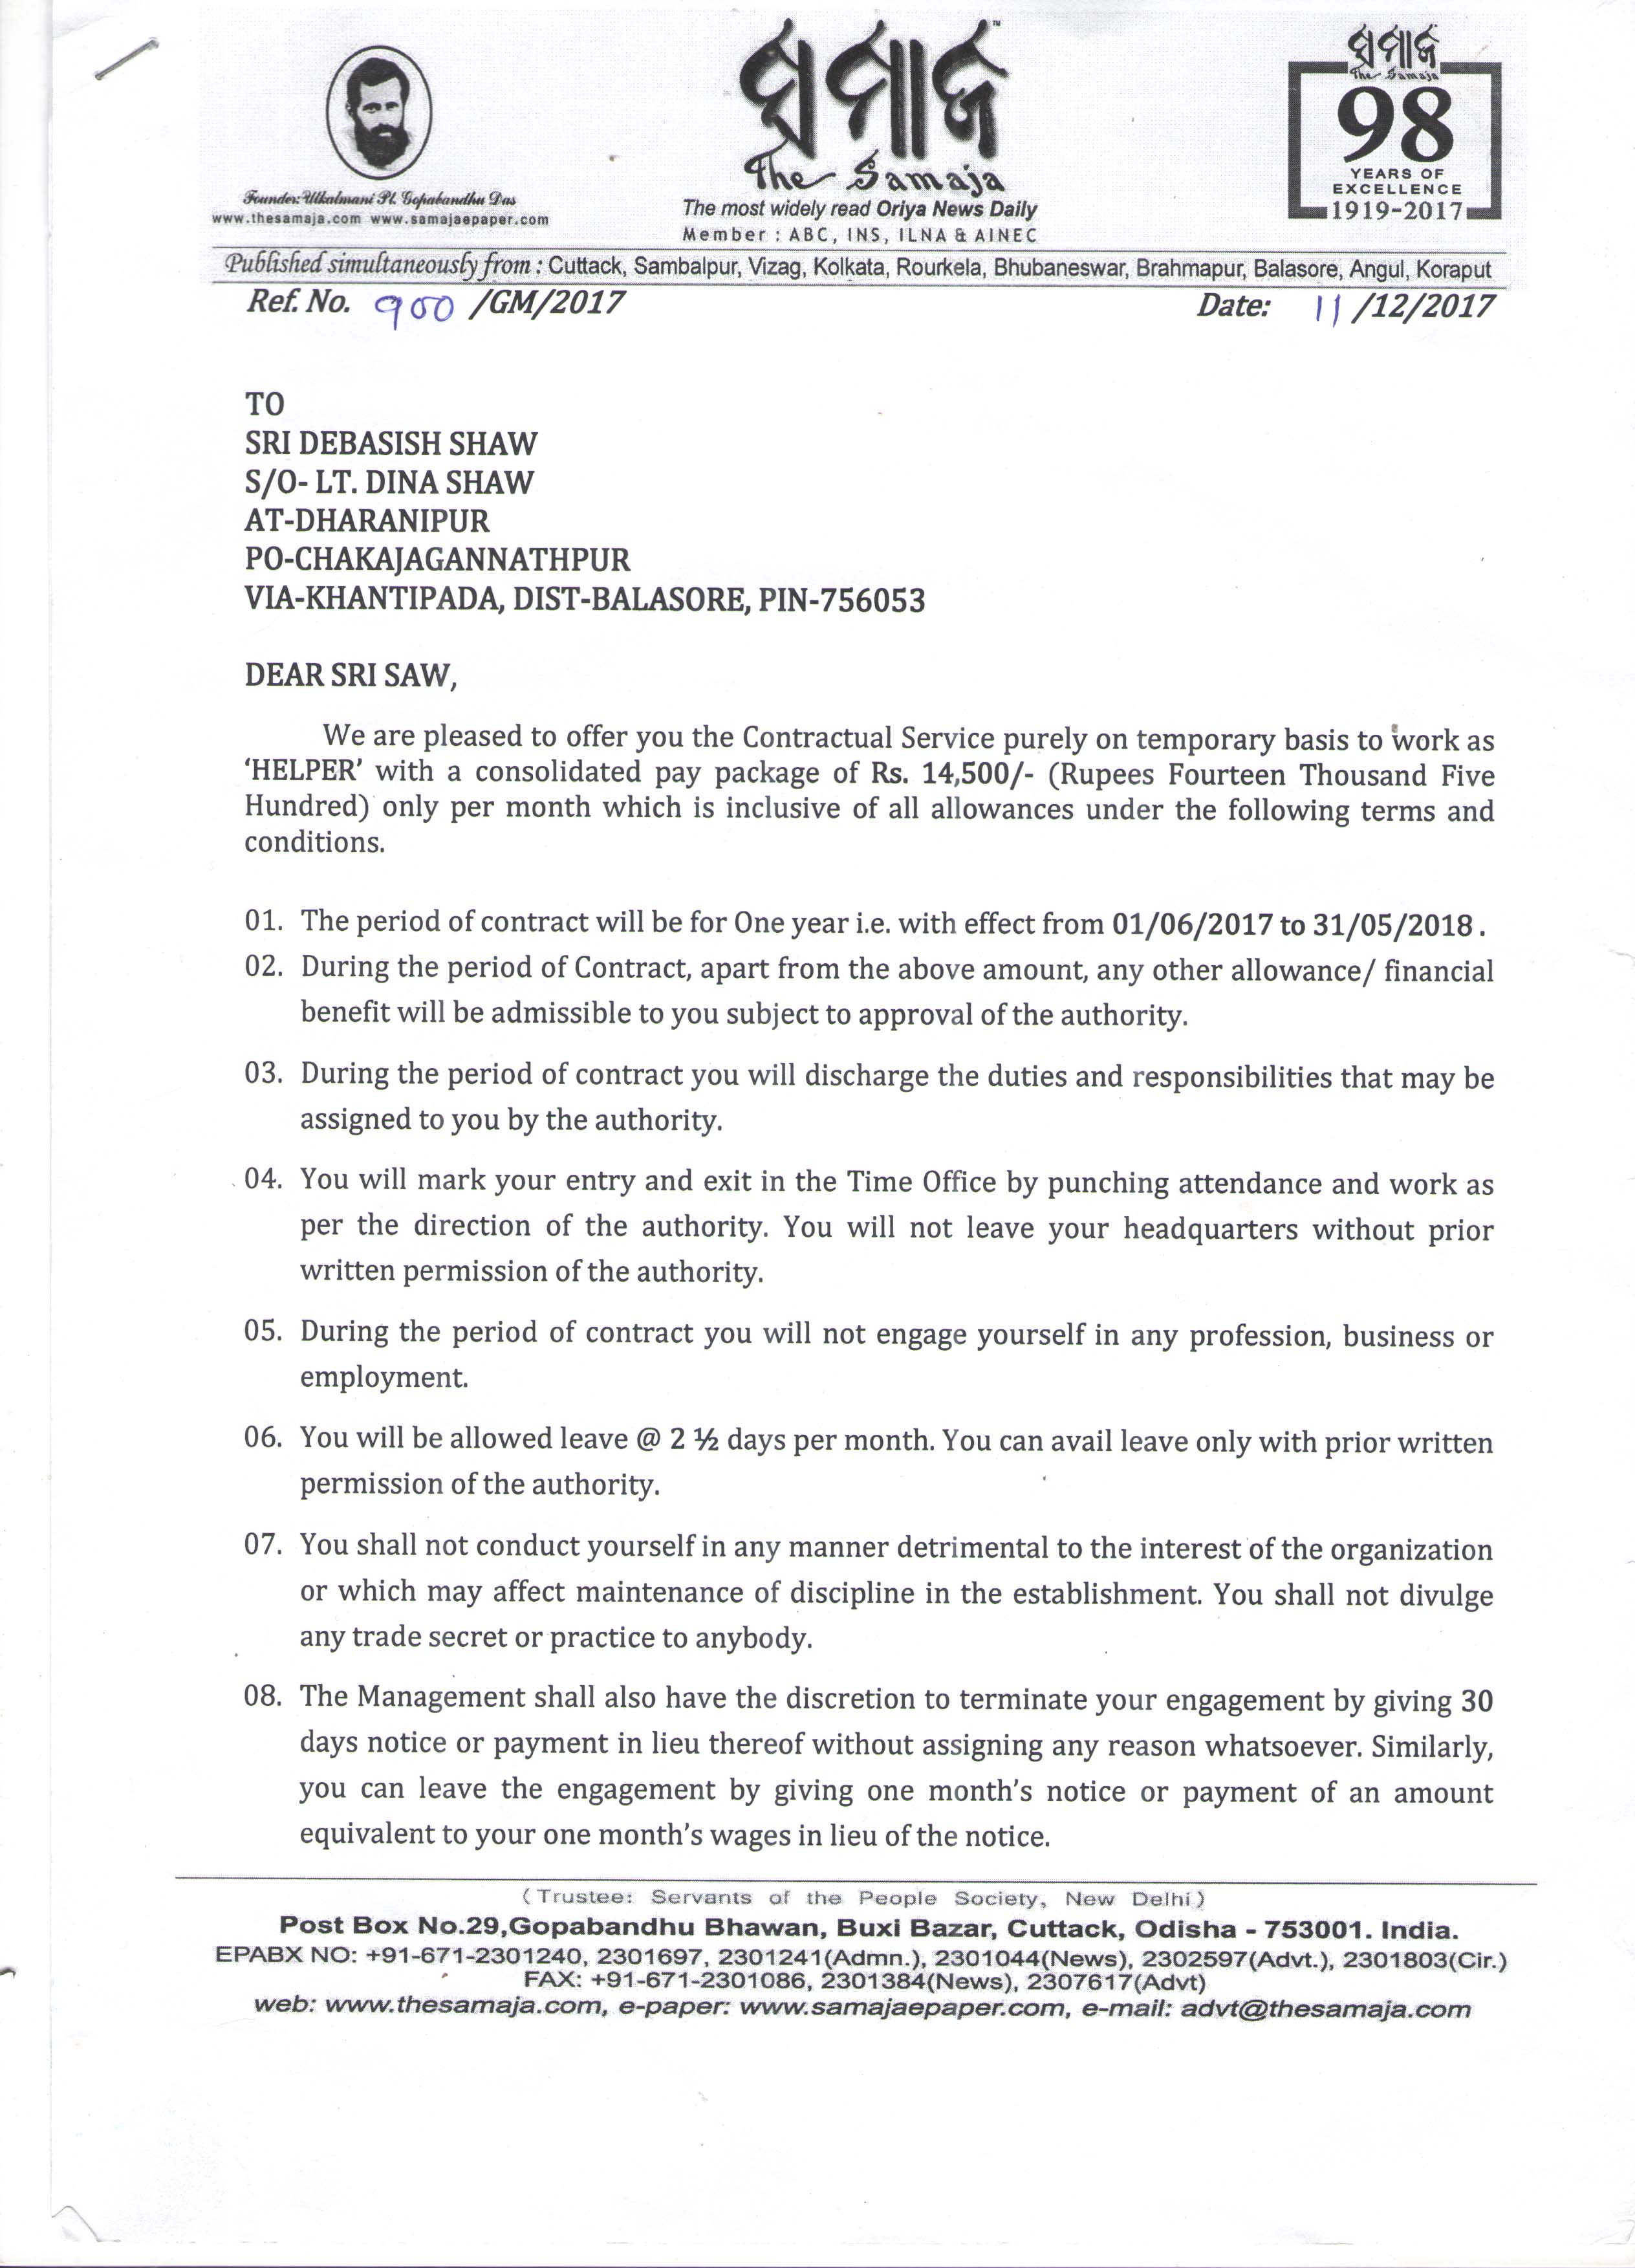 ସମାଜ
The Samaja
The most widely read Oriya News Daily
Member : ABC, INS, ILNA & AINEC
Founder: Utkalmani Pt. Gopabandhu Das
www.thesamaja.com www.samajaepaper.com
ସମାଜ
The Samaja
98
YEARS OF
EXCELLENCE
1919-2017
Published simultaneously from : Cuttack, Sambalpur, Vizag, Kolkata, Rourkela, Bhubaneswar, Brahmapur, Balasore, Angul, Koraput
Ref. No. 900 /GM/2017 Date: 11 /12/2017
TO
SRI DEBASISH SHAW
S/O- LT. DINA SHAW
AT-DHARANIPUR
PO-CHAKAJAGANNATHPUR
VIA-KHANTIPADA, DIST-BALASORE, PIN-756053
DEAR SRI SAW,
We are pleased to offer you the Contractual Service purely on temporary basis to work as
‘HELPER’ with a consolidated pay package of Rs. 14,500/- (Rupees Fourteen Thousand Five
Hundred) only per month which is inclusive of all allowances under the following terms and
conditions.
01. The period of contract will be for One year i.e. with effect from 01/06/2017 to 31/05/2018 .
02. During the period of Contract, apart from the above amount, any other allowance/ financial
benefit will be admissible to you subject to approval of the authority.
03. During the period of contract you will discharge the duties and responsibilities that may be
assigned to you by the authority.
04. You will mark your entry and exit in the Time Office by punching attendance and work as
per the direction of the authority. You will not leave your headquarters without prior
written permission of the authority.
05. During the period of contract you will not engage yourself in any profession, business or
employment.
06. You will be allowed leave @ 2 ½ days per month. You can avail leave only with prior written
permission of the authority.
07. You shall not conduct yourself in any manner detrimental to the interest of the organization
or which may affect maintenance of discipline in the establishment. You shall not divulge
any trade secret or practice to anybody.
08. The Management shall also have the discretion to terminate your engagement by giving 30
days notice or payment in lieu thereof without assigning any reason whatsoever. Similarly,
you can leave the engagement by giving one month’s notice or payment of an amount
equivalent to your one month’s wages in lieu of the notice.
(Trustee: Servants of the People Society, New Delhi)
Post Box No.29,Gopabandhu Bhawan, Buxi Bazar, Cuttack, Odisha - 753001. India.
EPABX NO: +91-671-2301240, 2301697, 2301241(Admn.), 2301044(News), 2302597(Advt.), 2301803(Cir.)
FAX: +91-671-2301086, 2301384(News), 2307617(Advt)
web: www.thesamaja.com, e-paper: www.samajaepaper.com, e-mail: advt@thesamaja.com